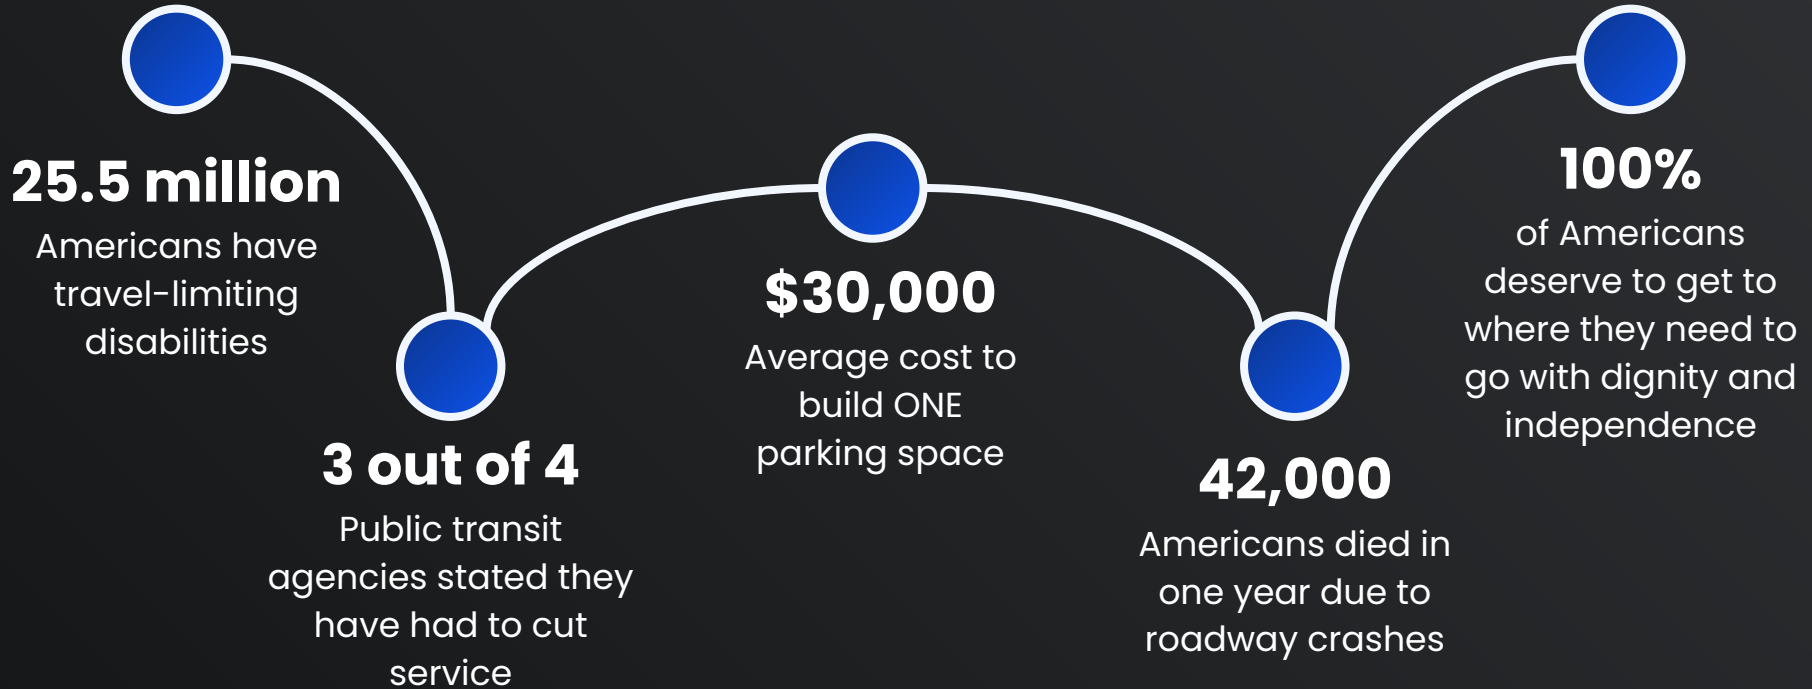 25.5 million
Americans have
travel-limiting
disabilities
3 out of 4
Public transit
agencies stated they
have had to cut
service
$30,000
Average cost to
build ONE
parking space
42,000
Americans died in
one year due to
roadway crashes
100%
of Americans
deserve to get to
where they need to
go with dignity and
independence